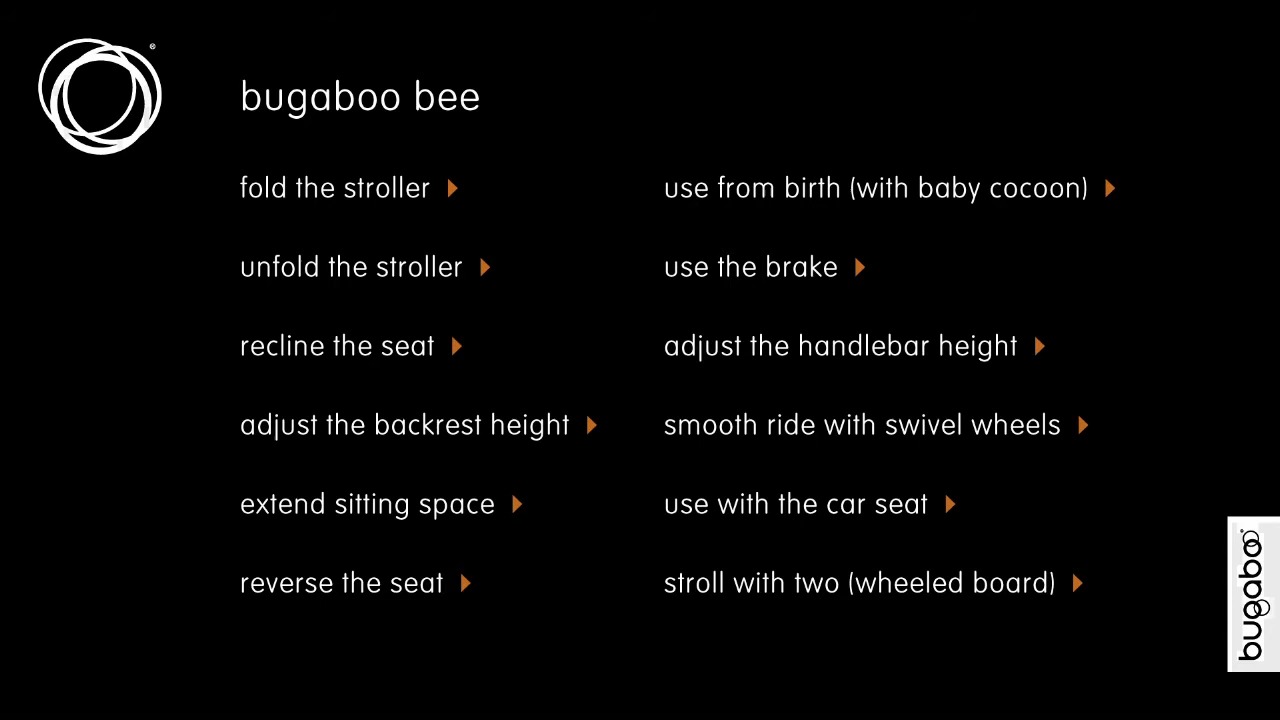 bugaboo bee
fold the stroller
unfold the stroller
recline the seat
adjust the backrest height
extend sitting space
reverse the seat
use from birth (with baby cocoon)
use the brake
adjust the handlebar height
smooth ride with swivel wheels
use with the car seat
stroll with two (wheeled board)
bugaboo